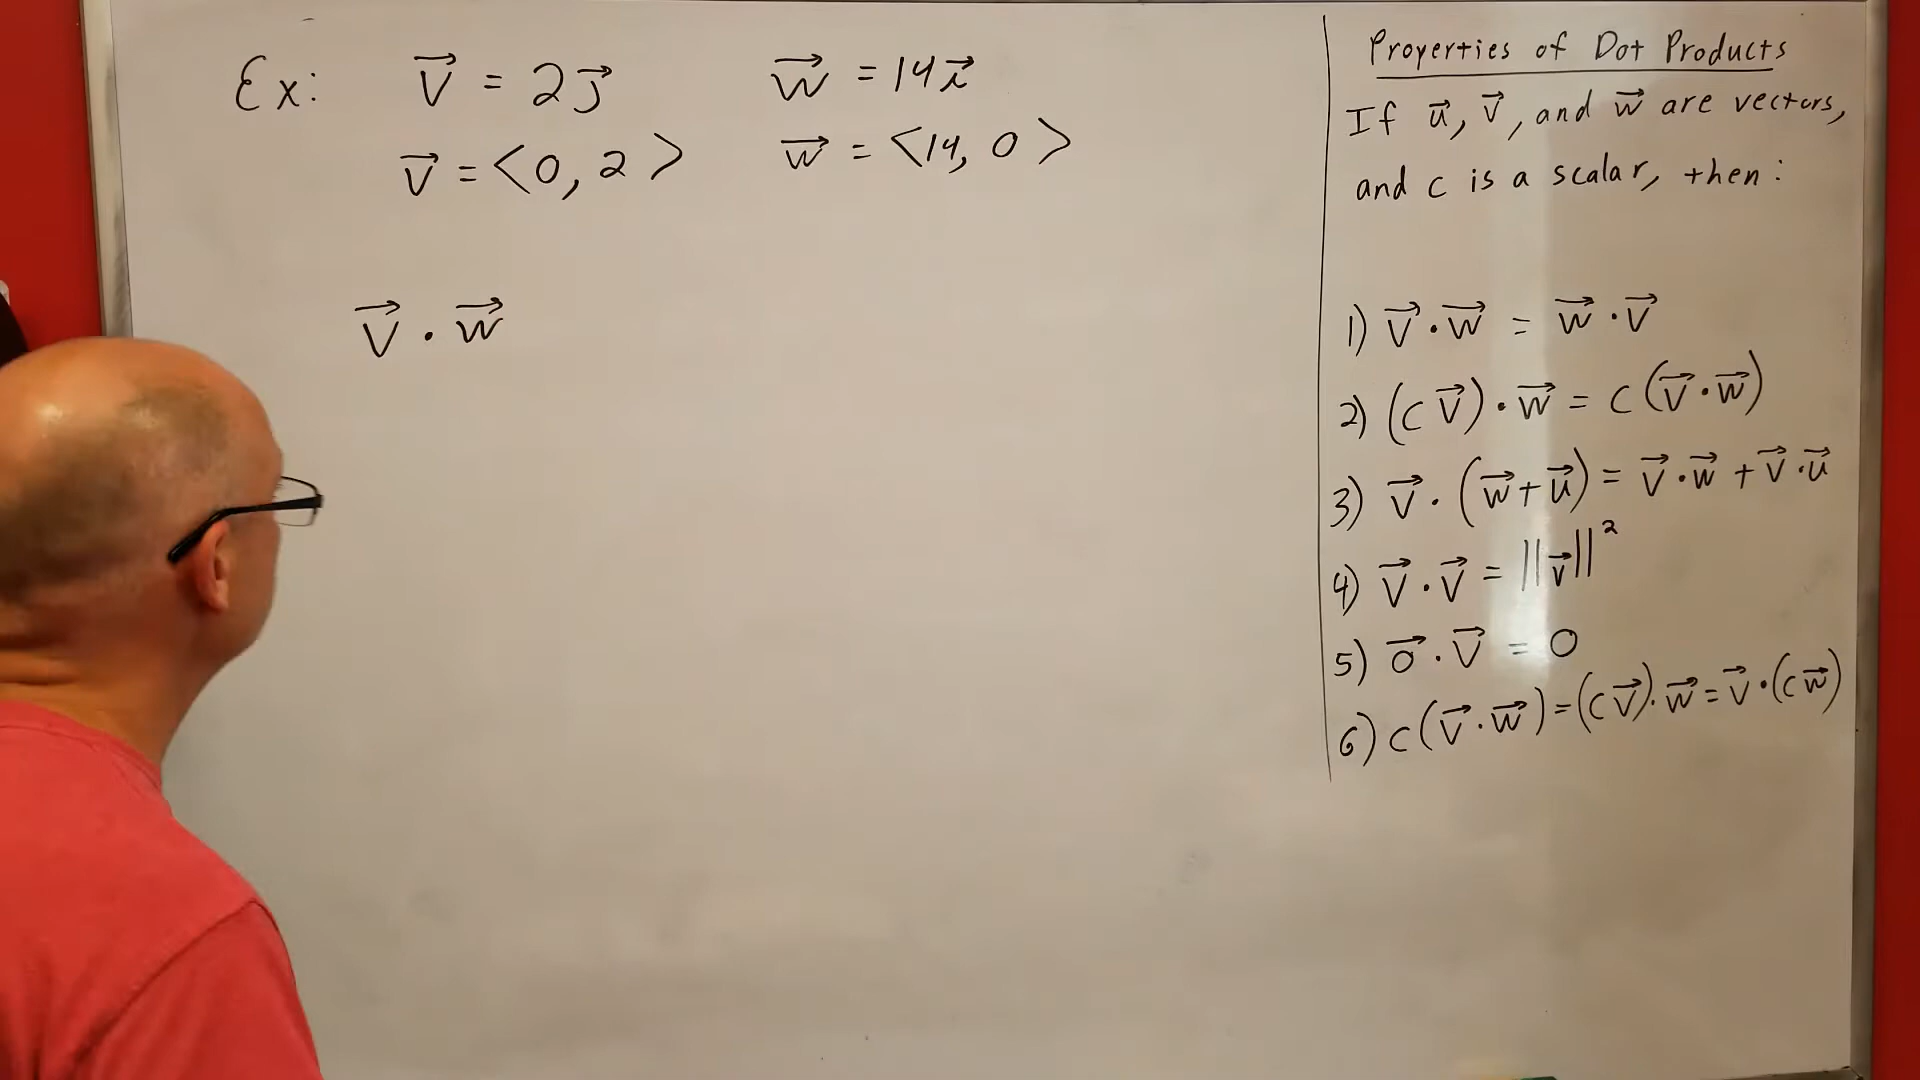 Ex: v⃗ = 2j⃗ w⃗ = 14i⃗
v⃗ = <0, 2> w⃗ = <14, 0>
v⃗ · w⃗
Properties of Dot Products
If u⃗, v⃗, and w⃗ are vectors,
and c is a scalar, then:
1) v⃗ · w⃗ = w⃗ · v⃗
2) (c v⃗) · w⃗ = c (v⃗ · w⃗)
3) v⃗ · (w⃗ + u⃗) = v⃗ · w⃗ + v⃗ · u⃗
4) v⃗ · v⃗ = ||v⃗||²
5) 0⃗ · v⃗ = 0
6) c (v⃗ · w⃗) = (c v⃗) · w⃗ = v⃗ · (c w⃗)